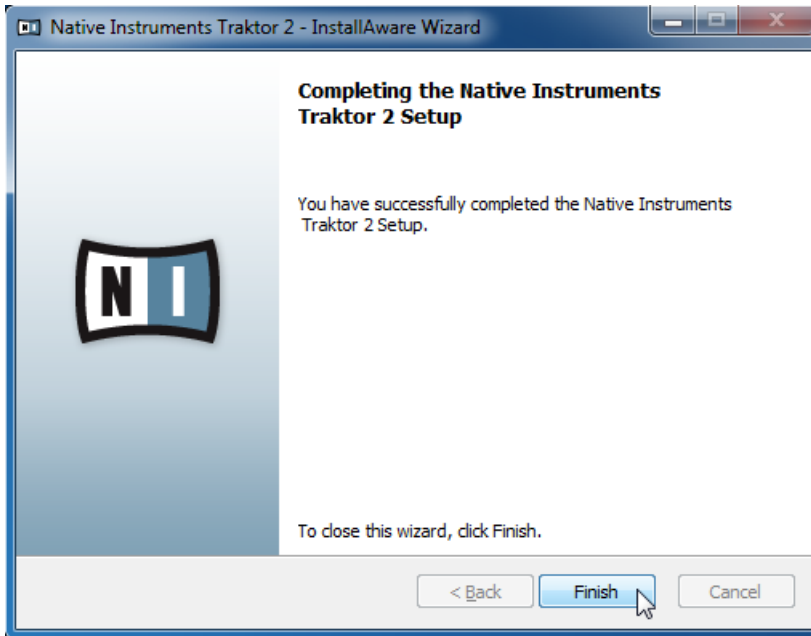 Native Instruments Traktor 2 - InstallAware Wizard
Completing the Native Instruments
Traktor 2 Setup
You have successfully completed the Native Instruments
Traktor 2 Setup.
NI
To close this wizard, click Finish.
< Back Finish Cancel